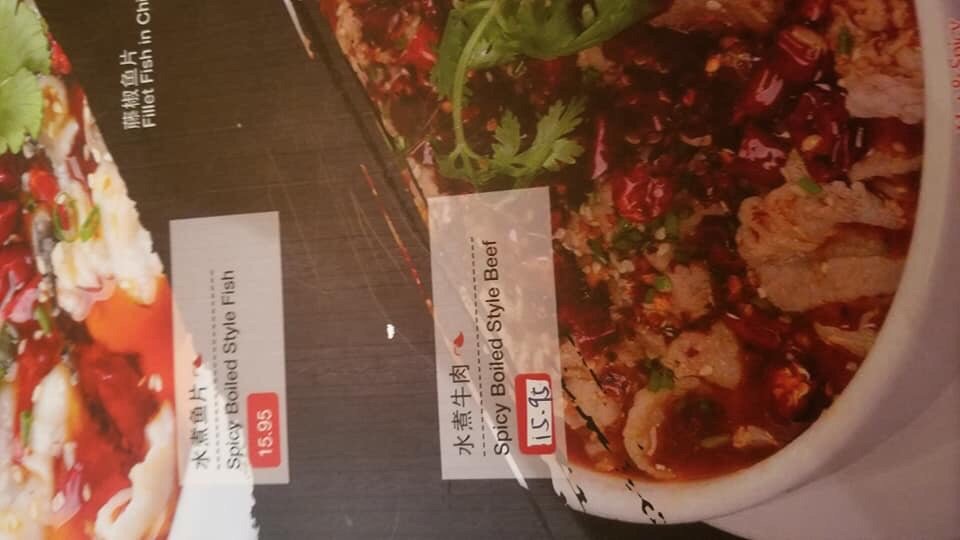 藤椒鱼片
Fillet Fish in Chi
水煮鱼片
Spicy Boiled Style Fish
15.95
水煮牛肉
Spicy Boiled Style Beef
15.95
& Spicy